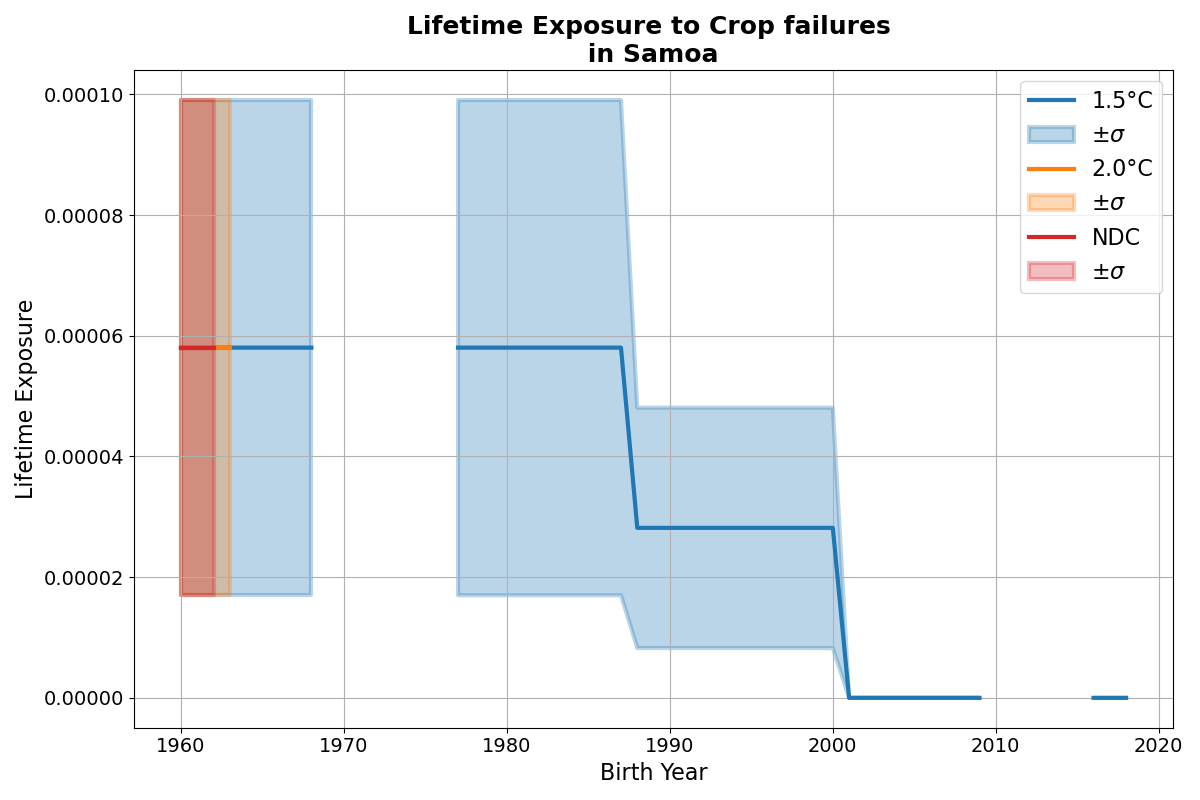 Lifetime Exposure to Crop failures
in Samoa
0.00010
0.00008
0.00006
0.00004
0.00002
0.00000
Lifetime Exposure
1960
1970
1980
1990
2000
2010
2020
Birth Year
1.5°C
±σ
2.0°C
±σ
NDC
±σ